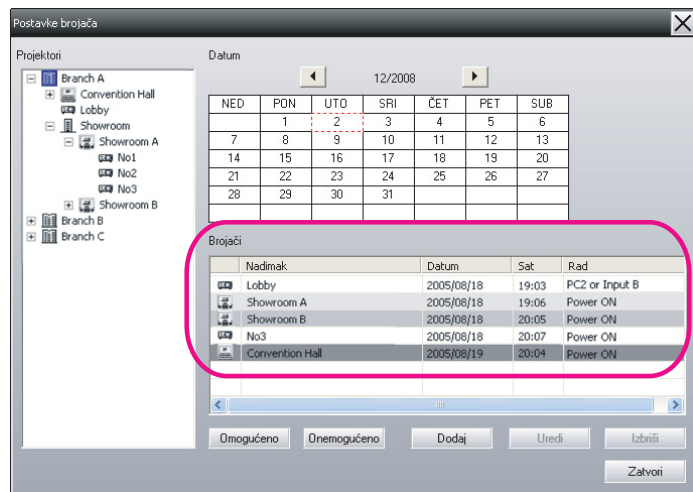 Postavke brojača
Projektori
Branch A
Convention Hall
Lobby
Showroom
Showroom A
No1
No2
No3
Showroom B
Branch B
Branch C
Datum
12/2008
NED PON UTO SRI ČET PET SUB
1 2 3 4 5 6
7 8 9 10 11 12 13
14 15 16 17 18 19 20
21 22 23 24 25 26 27
28 29 30 31
Brojači
Nadimak Datum Sat Rad
Lobby 2005/08/18 19:03 PC2 or Input B
Showroom A 2005/08/18 19:06 Power ON
Showroom B 2005/08/18 20:05 Power ON
No3 2005/08/18 20:07 Power ON
Convention Hall 2005/08/19 20:04 Power ON
Omogućeno Onemogućeno Dodaj Uredi Izbriši
Zatvori